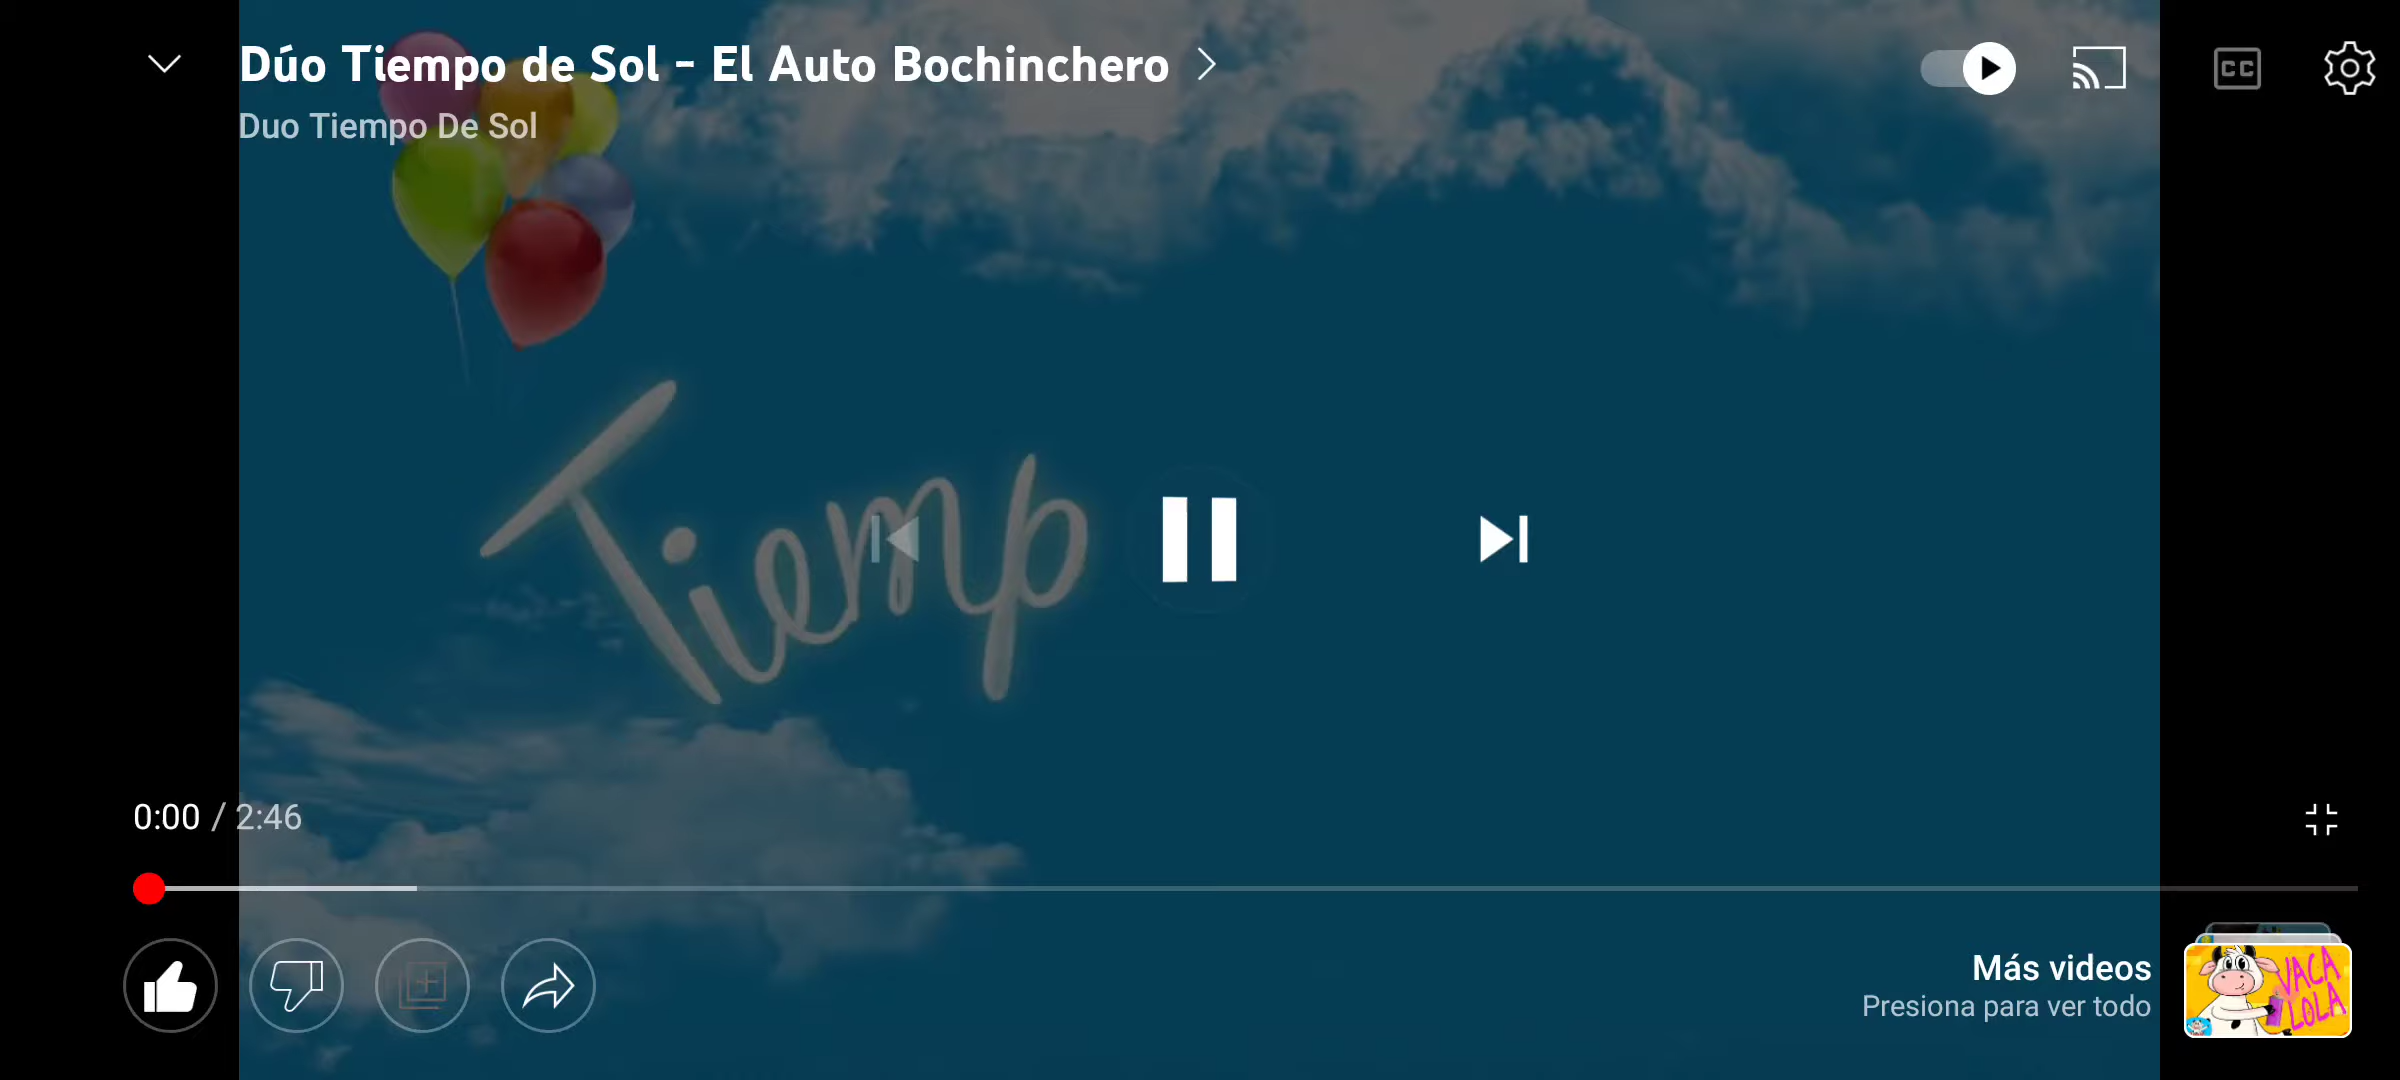 Dúo Tiempo de Sol - El Auto Bochinchero
Duo Tiempo De Sol
CC
Tiemp
0:00 / 2:46
Más videos
Presiona para ver todo
VACA
LOLA